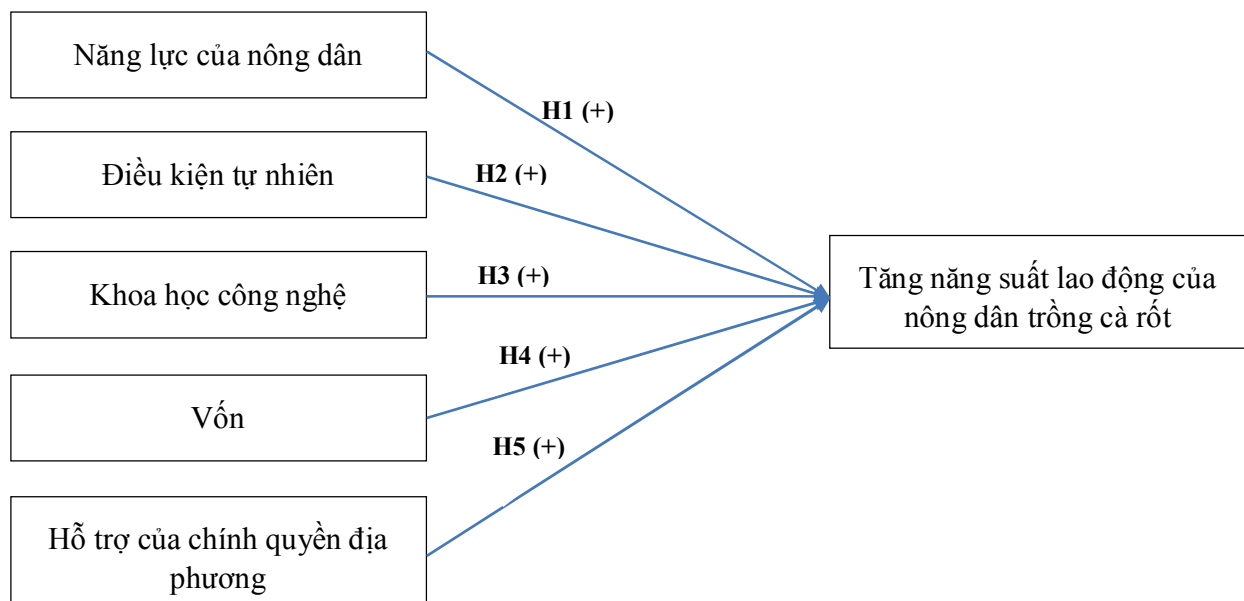 Năng lực của nông dân
H1 (+)
Điều kiện tự nhiên
H2 (+)
Khoa học công nghệ
H3 (+)
Tăng năng suất lao động của
nông dân trồng cà rốt
Vốn
H4 (+)
H5 (+)
Hỗ trợ của chính quyền địa
phương